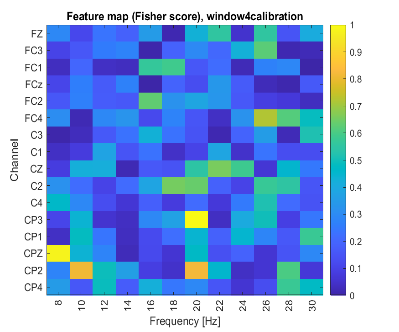 Feature map (Fisher score), window4calibration
Channel
FZ
FC3
FC1
FCz
FC2
FC4
C3
C1
CZ
C2
C4
CP3
CP1
CPZ
CP2
CP4
8 10 12 14 16 18 20 22 24 26 28 30
Frequency [Hz]
1
0.9
0.8
0.7
0.6
0.5
0.4
0.3
0.2
0.1
0